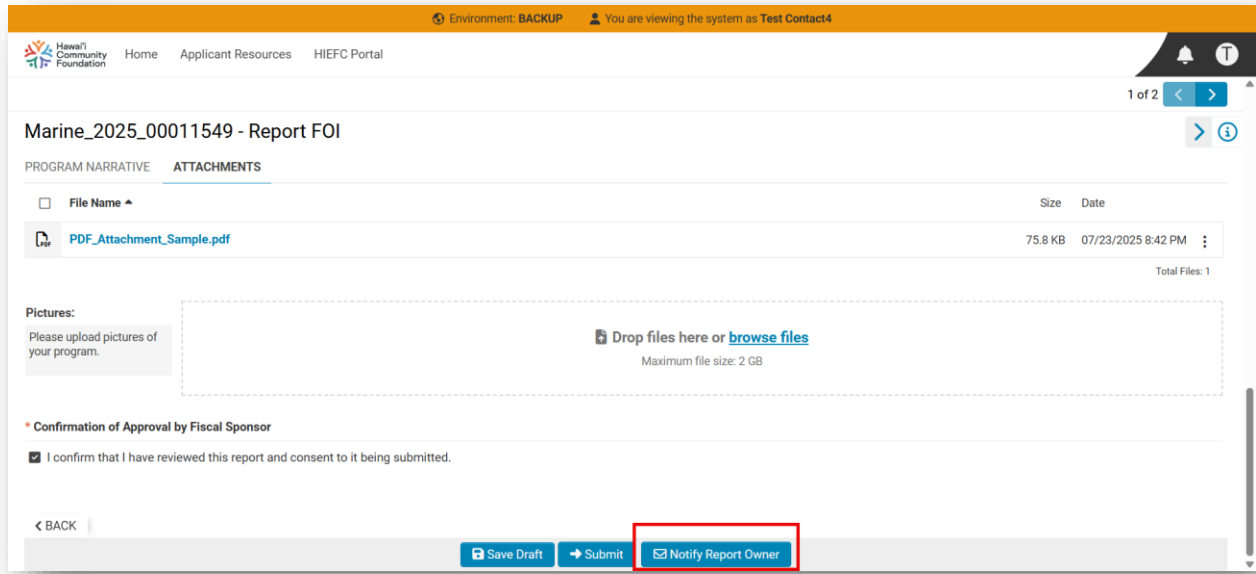 Environment: BACKUP You are viewing the system as Test Contact4
Hawai'i
Community
Foundation
Home Applicant Resources HIEFC Portal
T
1 of 2
Marine_2025_00011549 - Report FOI
PROGRAM NARRATIVE ATTACHMENTS
File Name Size Date
PDF PDF_Attachment_Sample.pdf 75.8 KB 07/23/2025 8:42 PM
Total Files: 1
Pictures:
Please upload pictures of
your program.
Drop files here or browse files
Maximum file size: 2 GB
* Confirmation of Approval by Fiscal Sponsor
I confirm that I have reviewed this report and consent to it being submitted.
< BACK
Save Draft Submit Notify Report Owner